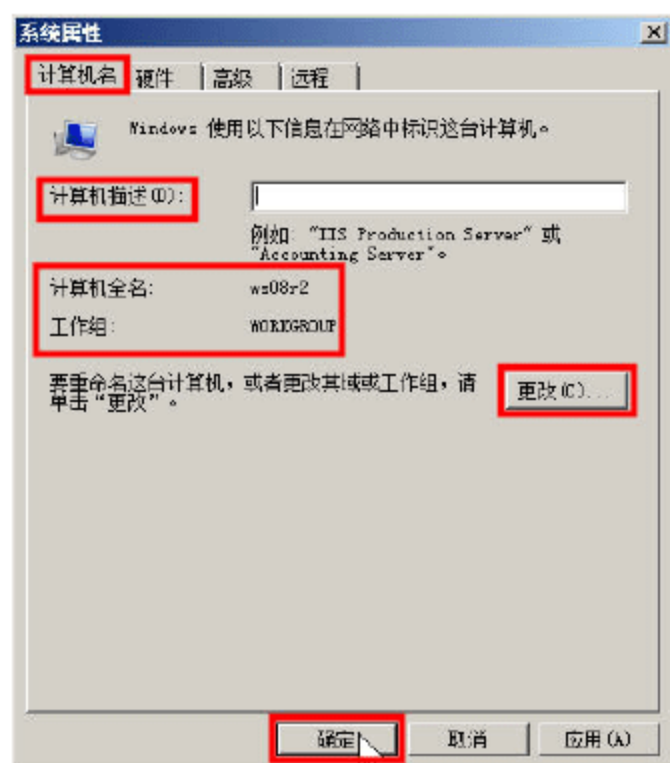 系统属性
计算机名 硬件 高级 远程
Windows 使用以下信息在网络中标识这台计算机。
计算机描述(D):
例如: "IIS Production Server" 或
"Accounting Server"。
计算机全名: ws08r2
工作组: WORKGROUP
要重命名这台计算机，或者更改其域或工作组，请
单击“更改”。
更改(C)...
确定 取消 应用(A)